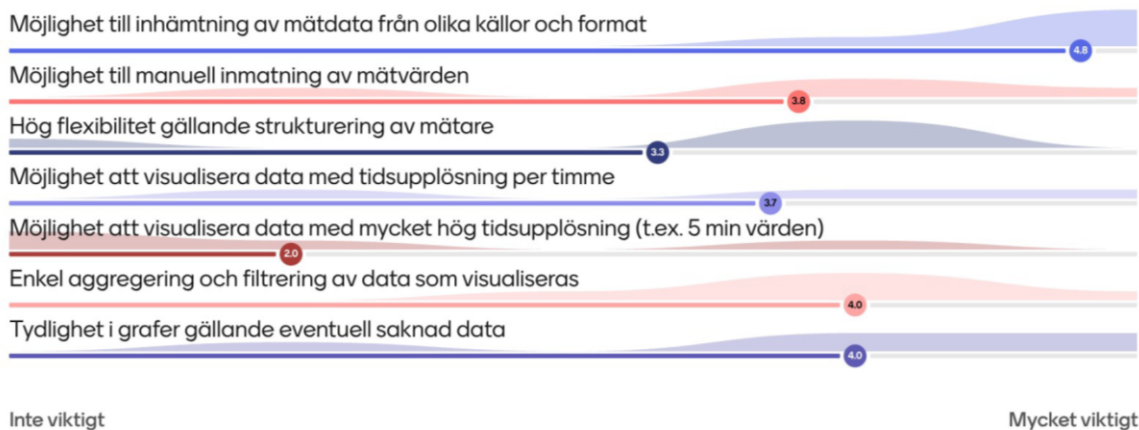 Möjlighet till inhämtning av mätdata från olika källor och format
4.8
Möjlighet till manuell inmatning av mätvärden
3.8
Hög flexibilitet gällande strukturering av mätare
3.3
Möjlighet att visualisera data med tidsupplösning per timme
3.7
Möjlighet att visualisera data med mycket hög tidsupplösning (t.ex. 5 min värden)
2.0
Enkel aggregering och filtrering av data som visualiseras
4.0
Tydlighet i grafer gällande eventuell saknad data
4.0
Inte viktigt
Mycket viktigt